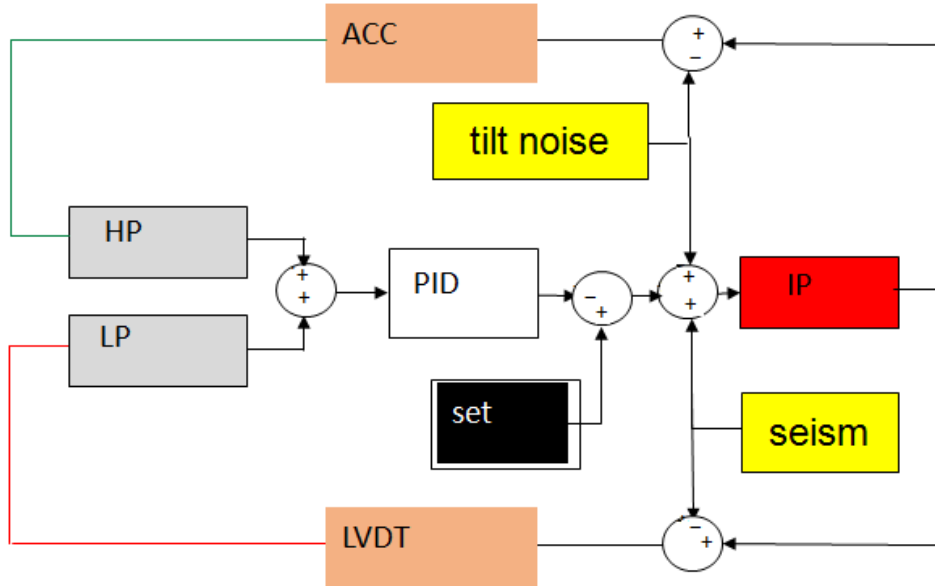 ACC
+
−
tilt noise
HP
+
+
PID
−
+
+
+
IP
LP
set
seism
LVDT
−
+